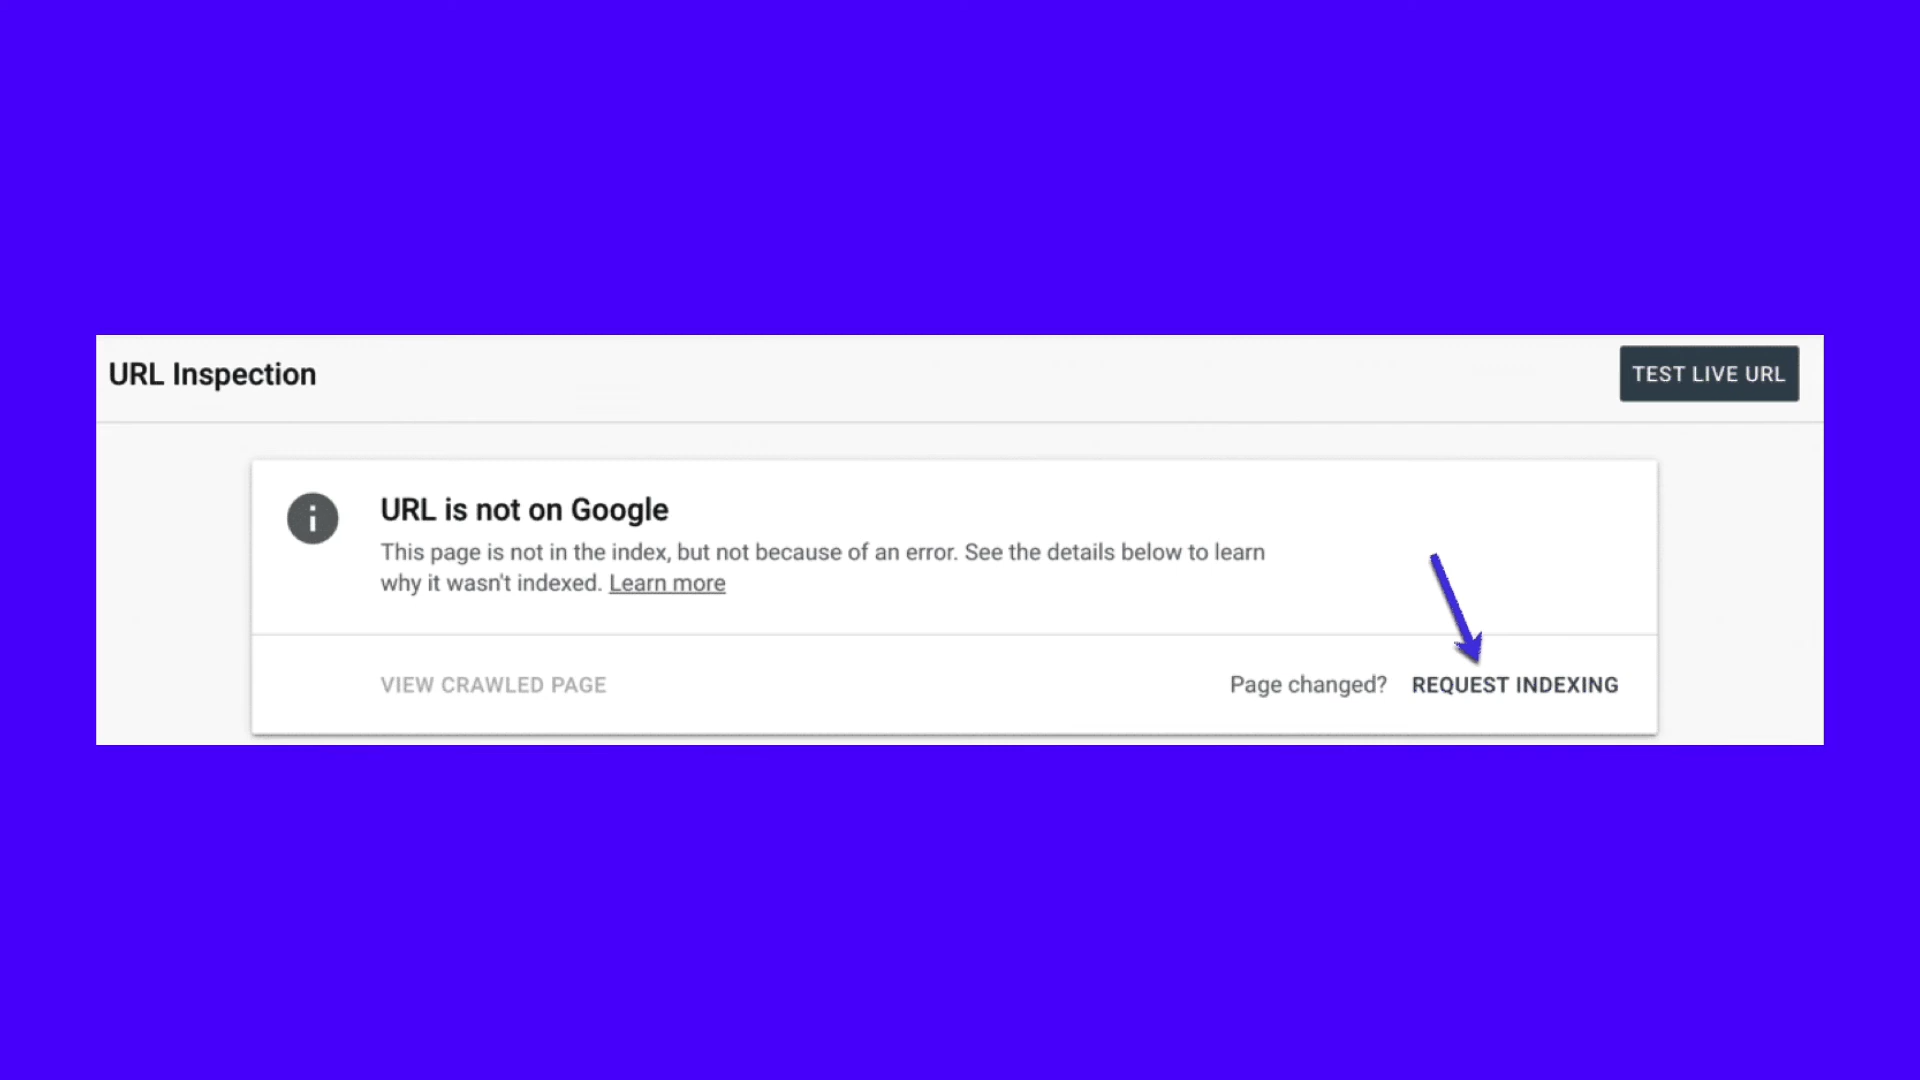 URL Inspection
TEST LIVE URL
URL is not on Google
This page is not in the index, but not because of an error. See the details below to learn
why it wasn't indexed. Learn more
VIEW CRAWLED PAGE
Page changed? REQUEST INDEXING